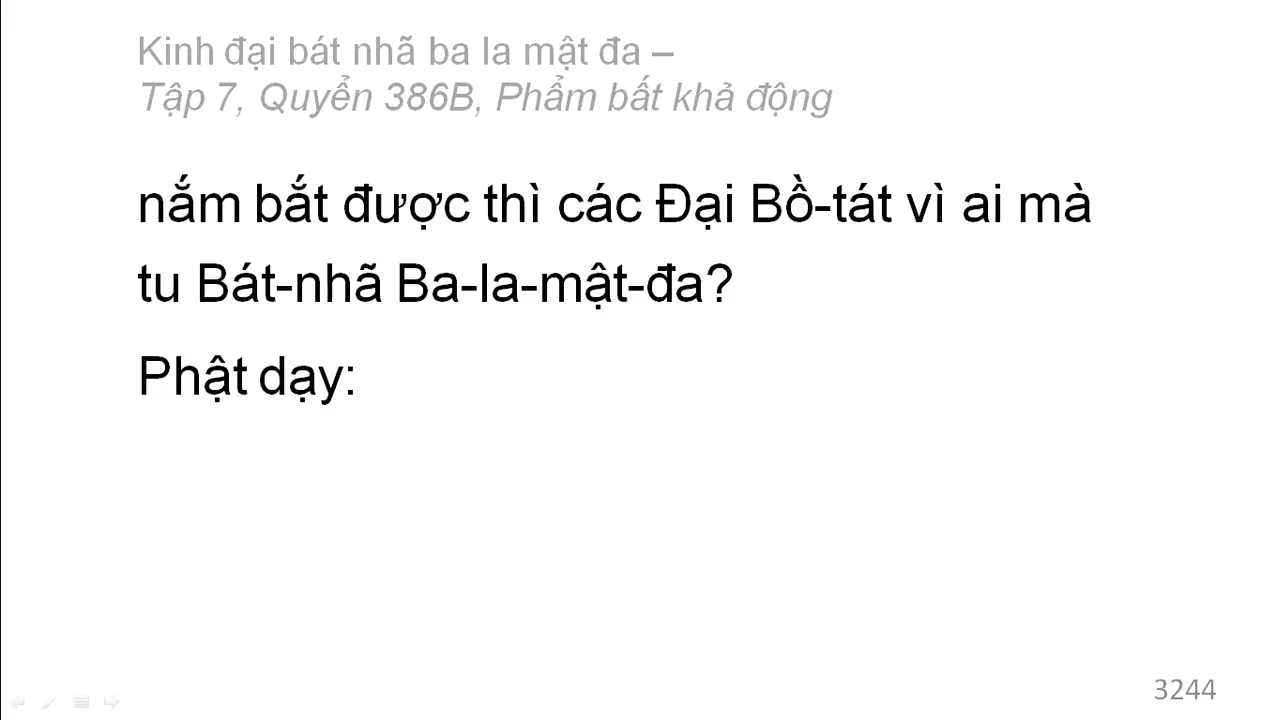 Kinh đại bát nhã ba la mật đa –
Tập 7, Quyển 386B, Phẩm bất khả động
nắm bắt được thì các Đại Bồ-tát vì ai mà
tu Bát-nhã Ba-la-mật-đa?
Phật dạy:
3244